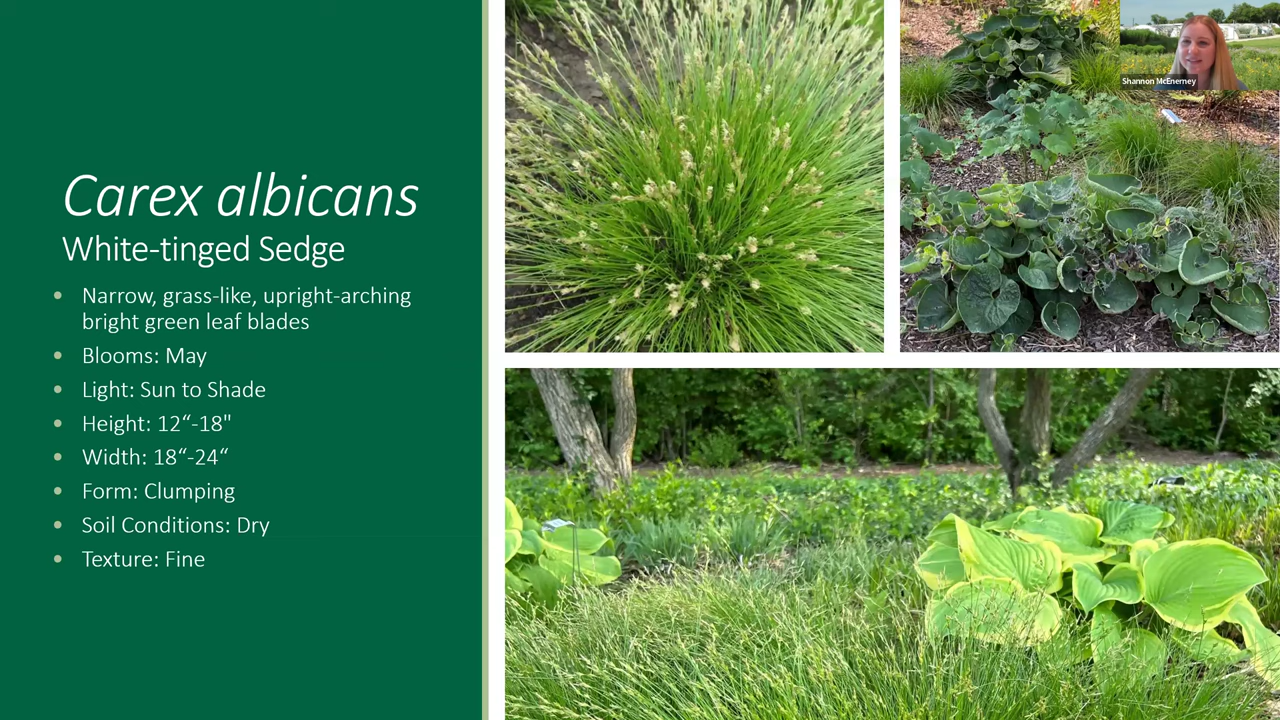 Carex albicans
White-tinged Sedge
• Narrow, grass-like, upright-arching
bright green leaf blades
• Blooms: May
• Light: Sun to Shade
• Height: 12“-18"
• Width: 18“-24“
• Form: Clumping
• Soil Conditions: Dry
• Texture: Fine
Shannon McEnerney